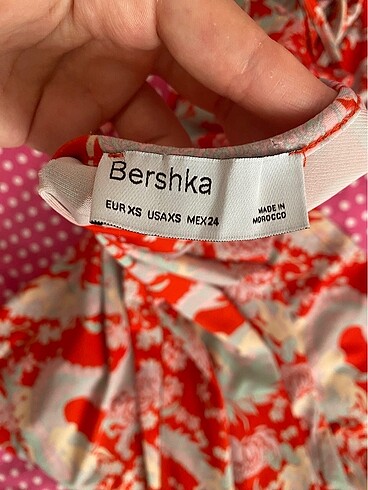 Bershka
EUR XS USA XS MEX 24
MADE IN
MOROCCO